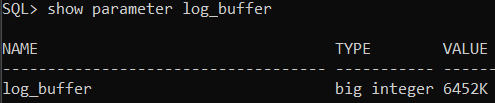 SQL> show parameter log_buffer
NAME TYPE VALUE
------------------------------------ ----------- ------
log_buffer big integer 6452K